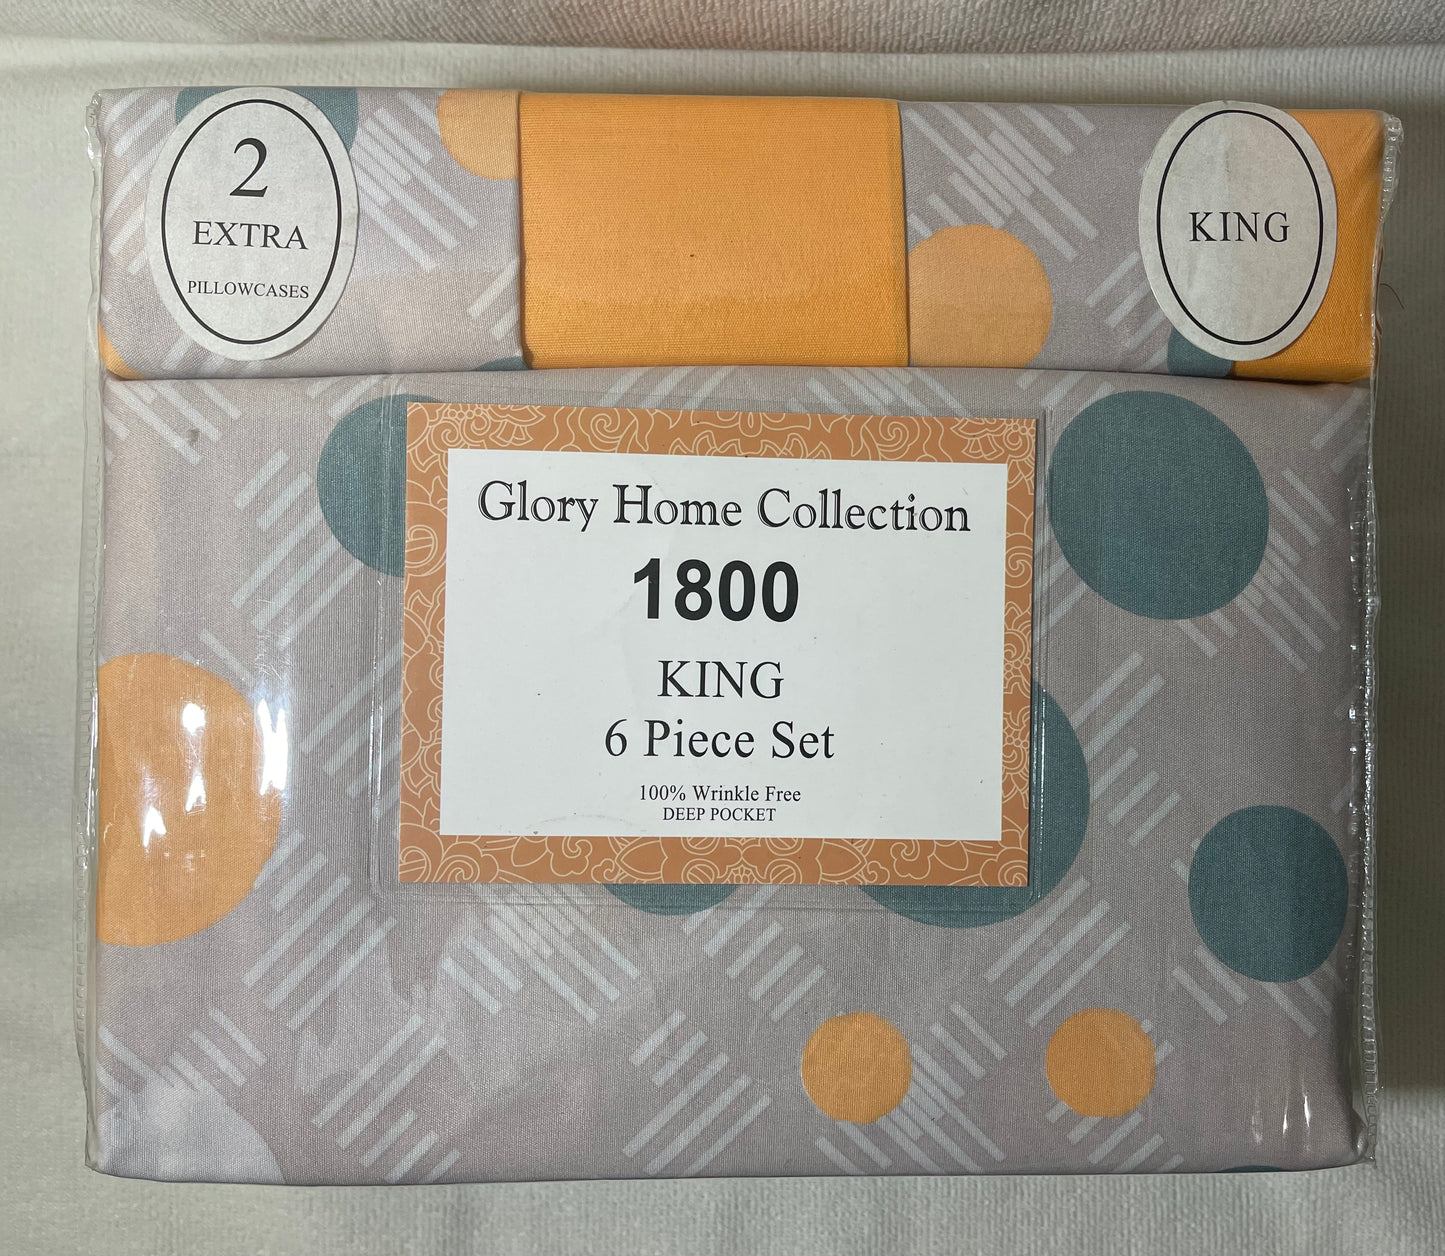 2
EXTRA
PILLOWCASES
KING
Glory Home Collection
1800
KING
6 Piece Set
100% Wrinkle Free
DEEP POCKET